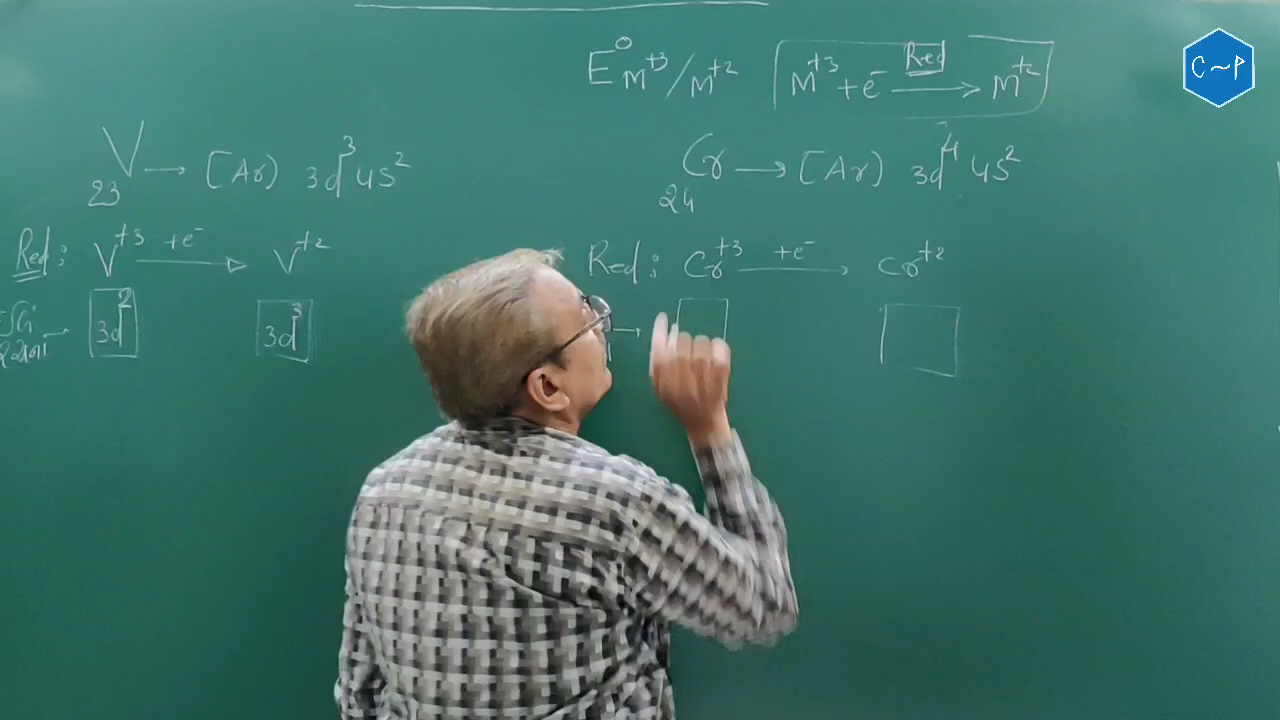 E⁰ M⁺³/M⁺² M⁺³ + e⁻ Red → M⁺²
₂₃V → [Ar] 3d³ 4s²
Red: V⁺³ +e⁻ → V⁺²
3d² 3d³
₂₄Cr → [Ar] 3d⁴ 4s²
Red: Cr⁺³ +e⁻ → Cr⁺²
C~P